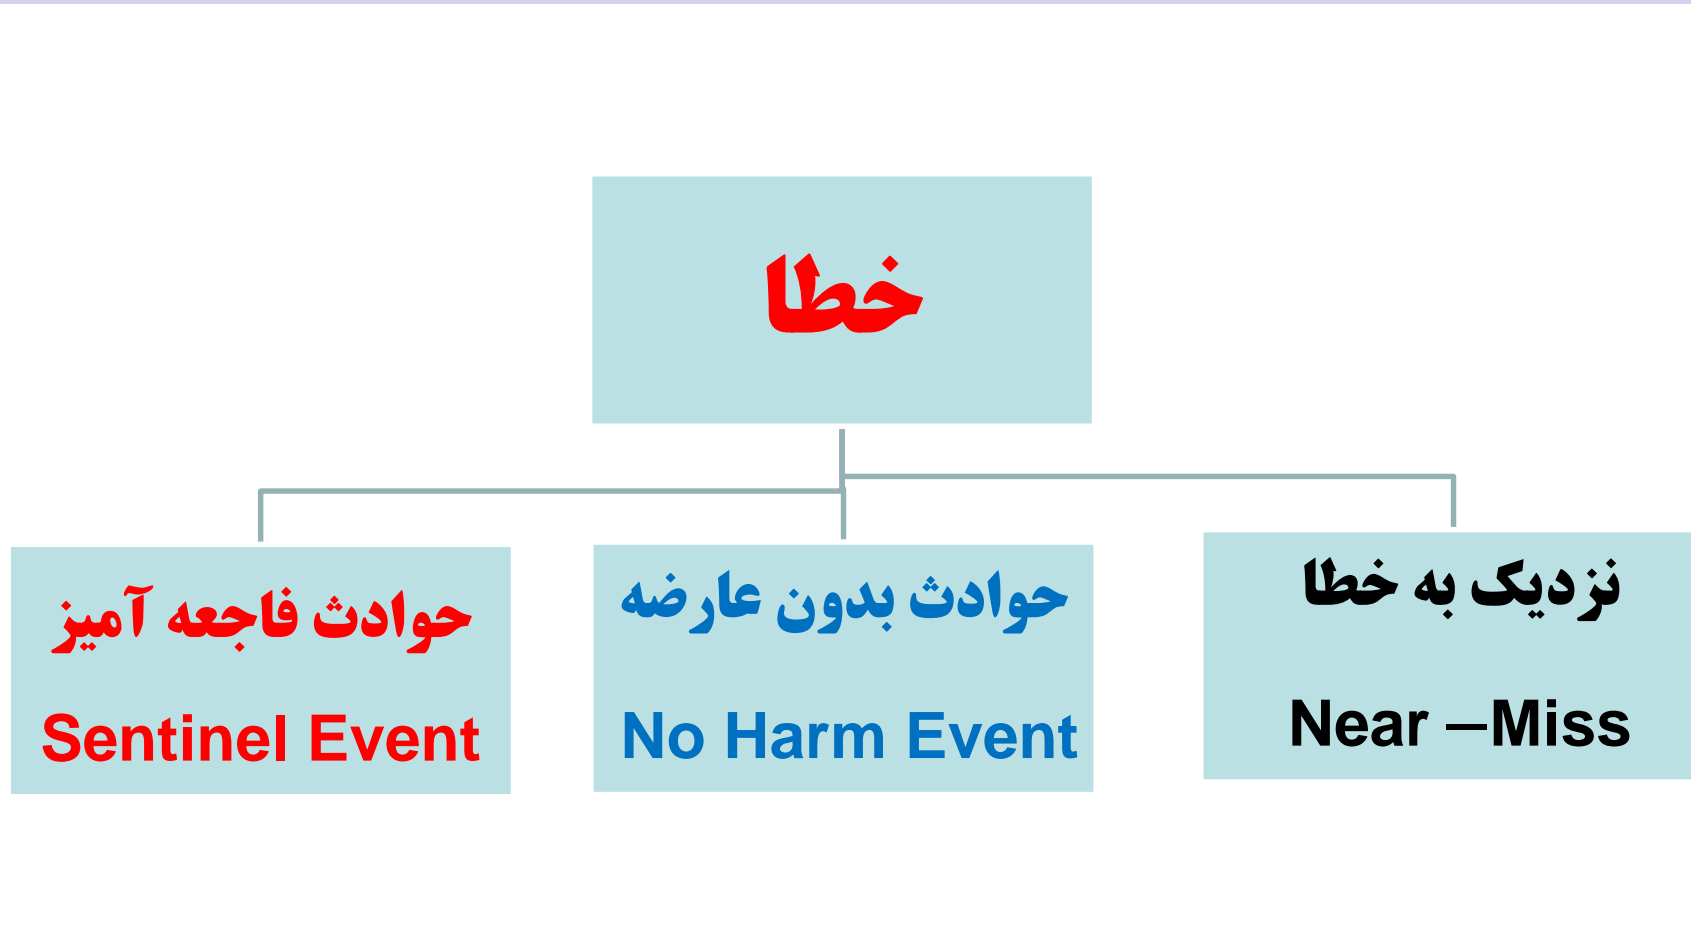 خطا
نزدیک به خطا
Near –Miss
حوادث بدون عارضه
No Harm Event
حوادث فاجعه آمیز
Sentinel Event